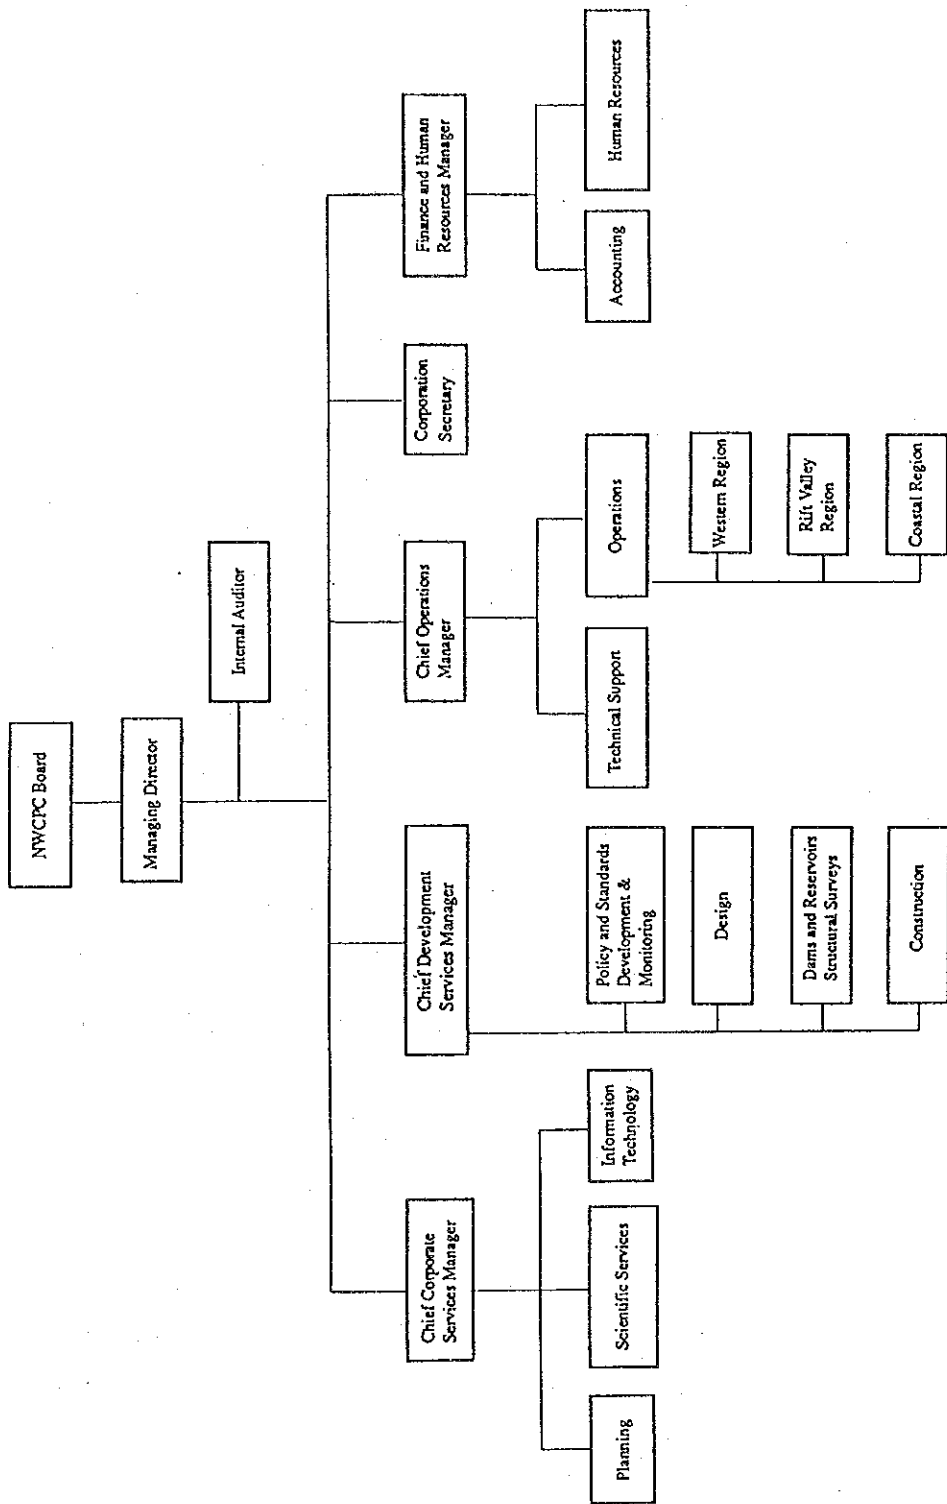 NWCPC Board
Managing Director
Internal Auditor
Chief Corporate
Services Manager
Chief Development
Services Manager
Chief Operations
Manager
Corporation
Secretary
Finance and Human
Resources Manager
Planning
Scientific Services
Information
Technology
Policy and Standards
Development &
Monitoring
Design
Dams and Reservoirs
Structural Surveys
Construction
Technical Support
Operations
Western Region
Rift Valley
Region
Coastal Region
Accounting
Human Resources